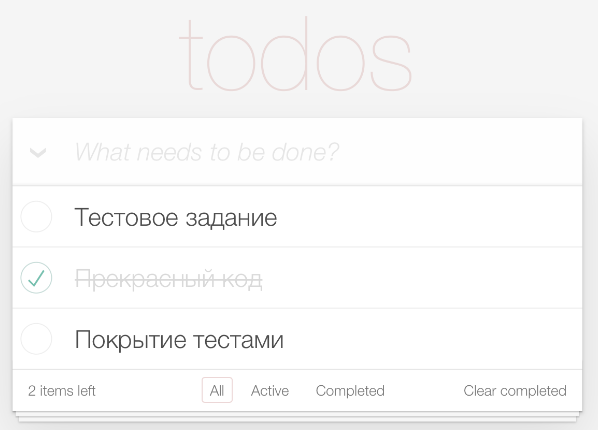 todos
What needs to be done?
Тестовое задание
Прекрасный код
Покрытие тестами
2 items left All Active Completed Clear completed